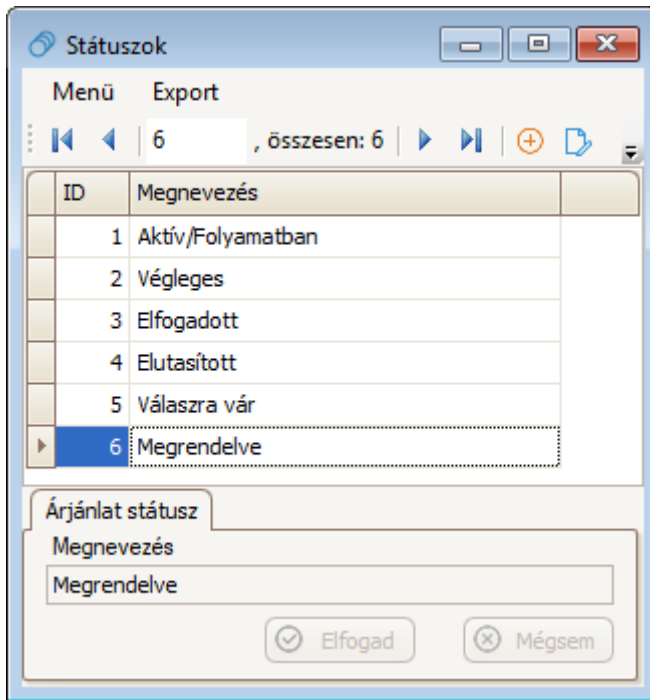 Státuszok
Menü Export
6 , összesen: 6
ID Megnevezés
1 Aktív/Folyamatban
2 Végleges
3 Elfogadott
4 Elutasított
5 Válaszra vár
6 Megrendelve
Árjánlat státusz
Megnevezés
Megrendelve
Elfogad Mégsem